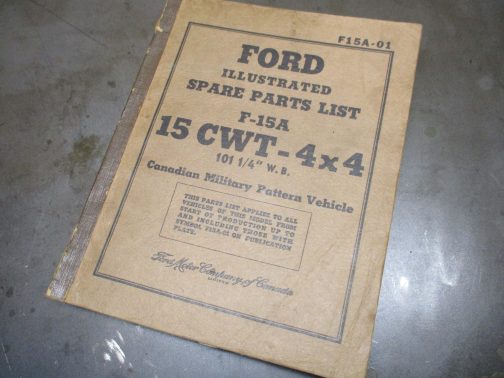 F15A-01
FORD
ILLUSTRATED
SPARE PARTS LIST
F-15A
15 CWT-4x4
101 1/4" W.B.
Canadian Military Pattern Vehicle
THIS PARTS LIST APPLIES TO ALL
VEHICLES OF THIS MODEL FROM
START OF PRODUCTION UP TO
AND INCLUDING THOSE WITH
SYMBOL F15A-01 ON PUBLICATION
PLATE.
Ford Motor Company of Canada
LIMITED